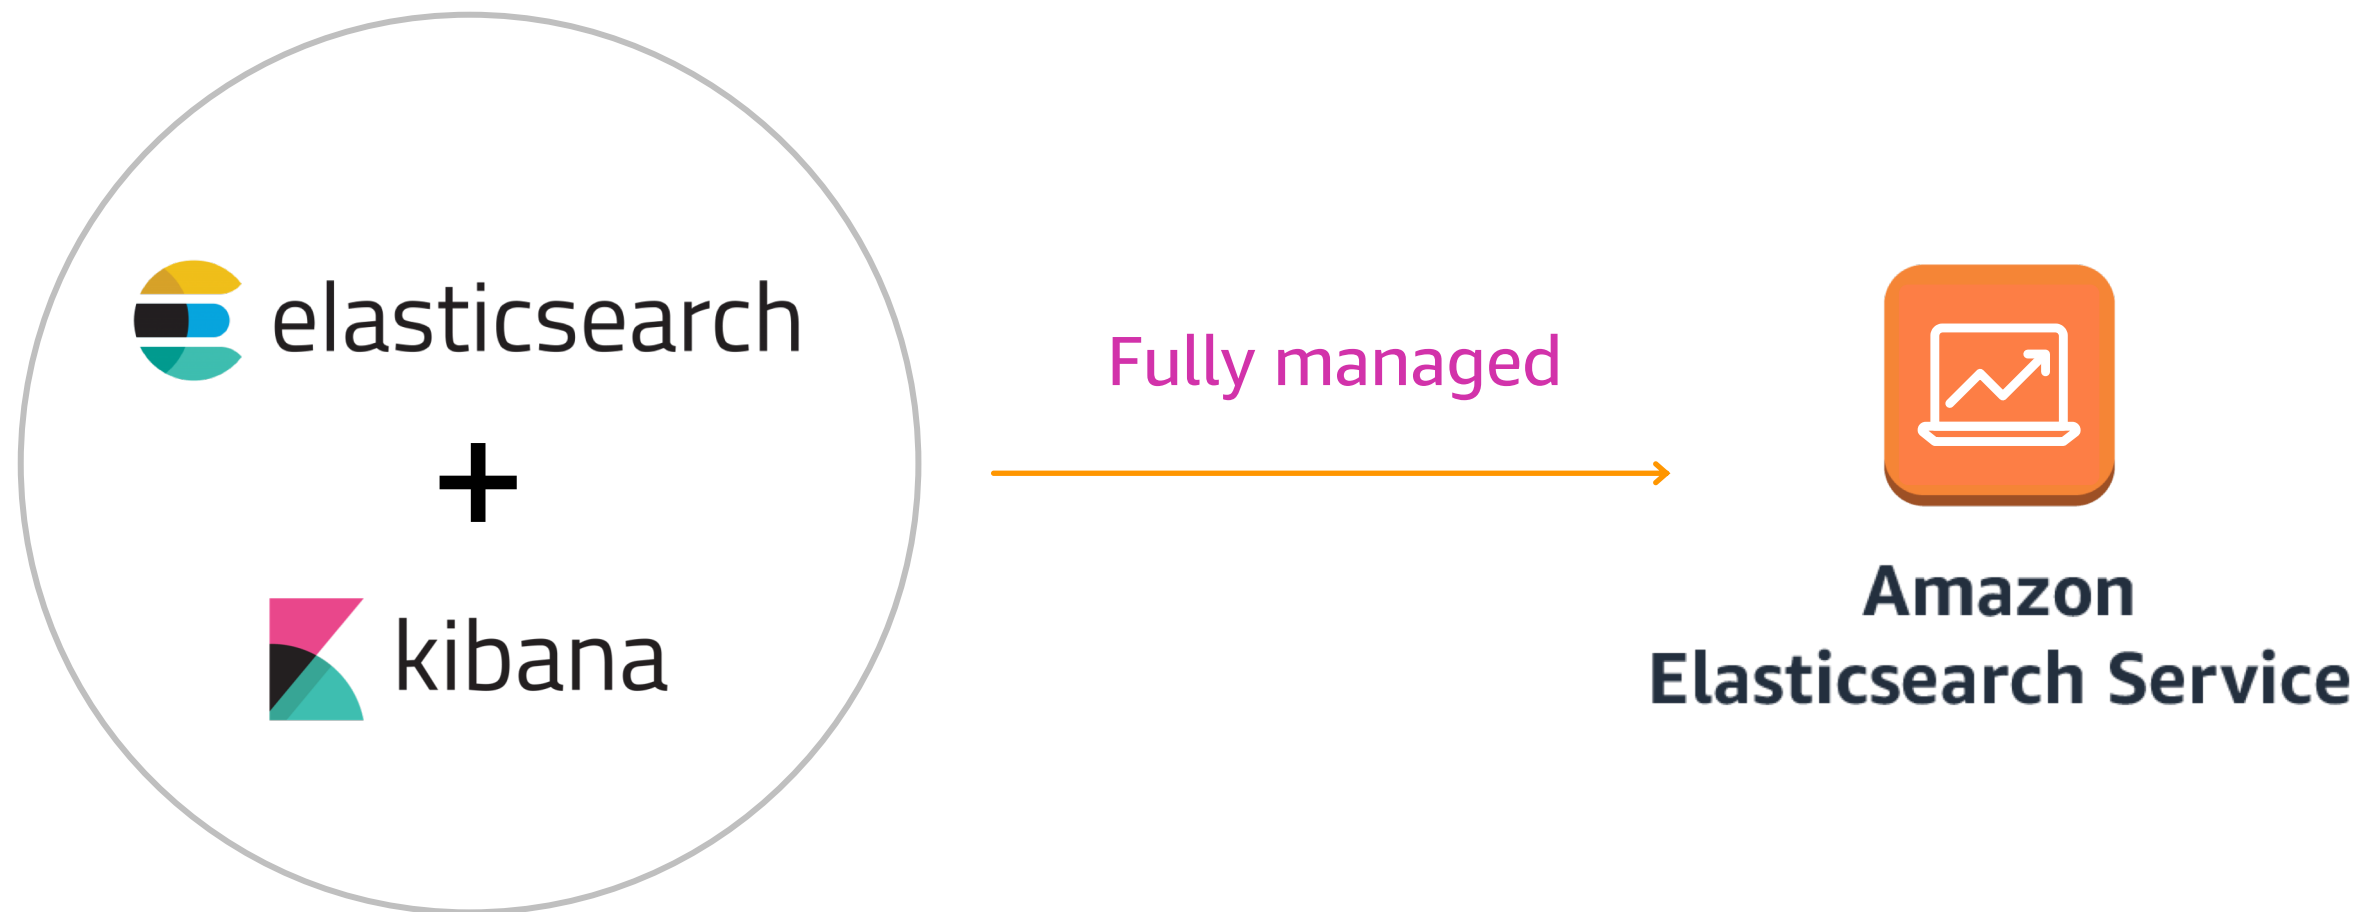 elasticsearch
+
kibana
Fully managed
Amazon
Elasticsearch Service